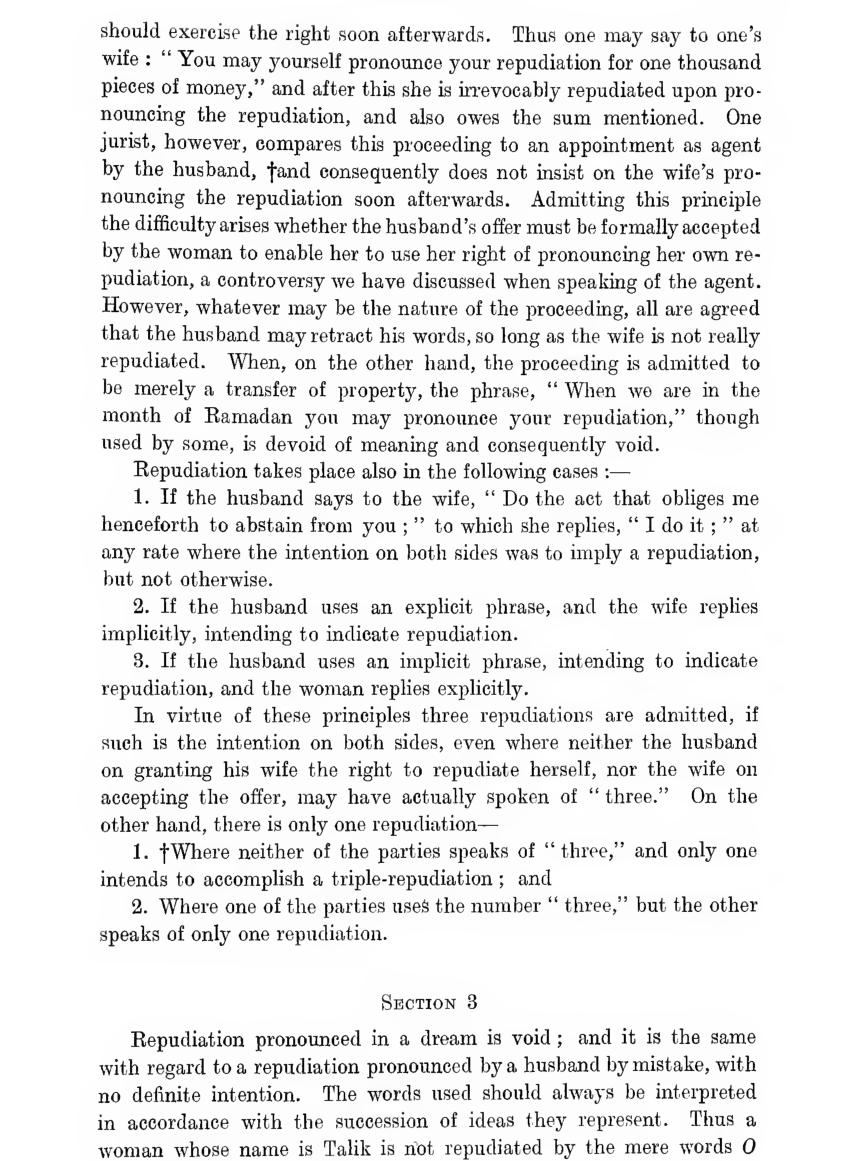 should exercise the right soon afterwards. Thus one may say to one's
wife : “ You may yourself pronounce your repudiation for one thousand
pieces of money,” and after this she is irrevocably repudiated upon pro-
nouncing the repudiation, and also owes the sum mentioned. One
jurist, however, compares this proceeding to an appointment as agent
by the husband, †and consequently does not insist on the wife's pro-
nouncing the repudiation soon afterwards. Admitting this principle
the difficulty arises whether the husband's offer must be formally accepted
by the woman to enable her to use her right of pronouncing her own re-
pudiation, a controversy we have discussed when speaking of the agent.
However, whatever may be the nature of the proceeding, all are agreed
that the husband may retract his words, so long as the wife is not really
repudiated. When, on the other hand, the proceeding is admitted to
be merely a transfer of property, the phrase, “ When we are in the
month of Ramadan you may pronounce your repudiation,” though
used by some, is devoid of meaning and consequently void.
Repudiation takes place also in the following cases :—
1. If the husband says to the wife, “ Do the act that obliges me
henceforth to abstain from you ; ” to which she replies, “ I do it ; ” at
any rate where the intention on both sides was to imply a repudiation,
but not otherwise.
2. If the husband uses an explicit phrase, and the wife replies
implicitly, intending to indicate repudiation.
3. If the husband uses an implicit phrase, intending to indicate
repudiation, and the woman replies explicitly.
In virtue of these principles three repudiations are admitted, if
such is the intention on both sides, even where neither the husband
on granting his wife the right to repudiate herself, nor the wife on
accepting the offer, may have actually spoken of “ three.” On the
other hand, there is only one repudiation—
1. †Where neither of the parties speaks of “ three,” and only one
intends to accomplish a triple-repudiation ; and
2. Where one of the parties uses the number “ three,” but the other
speaks of only one repudiation.
SECTION 3
Repudiation pronounced in a dream is void ; and it is the same
with regard to a repudiation pronounced by a husband by mistake, with
no definite intention. The words used should always be interpreted
in accordance with the succession of ideas they represent. Thus a
woman whose name is Talik is not repudiated by the mere words O